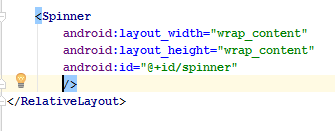 <Spinner
android:layout_width="wrap_content"
android:layout_height="wrap_content"
android:id="@+id/spinner"
/>
</RelativeLayout>